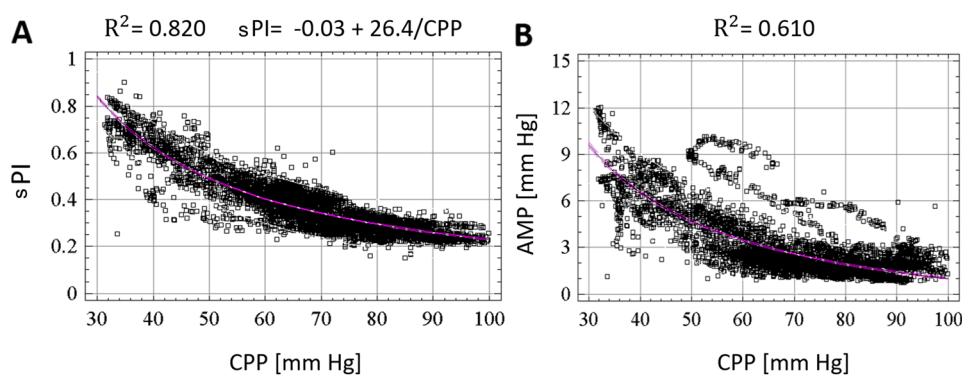 A
R² = 0.820 sPI= -0.03 + 26.4/CPP
sPI
1
0.8
0.6
0.4
0.2
0
30 40 50 60 70 80 90 100
CPP [mm Hg]
B
R² = 0.610
AMP [mm Hg]
15
12
9
6
3
0
30 40 50 60 70 80 90 100
CPP [mm Hg]